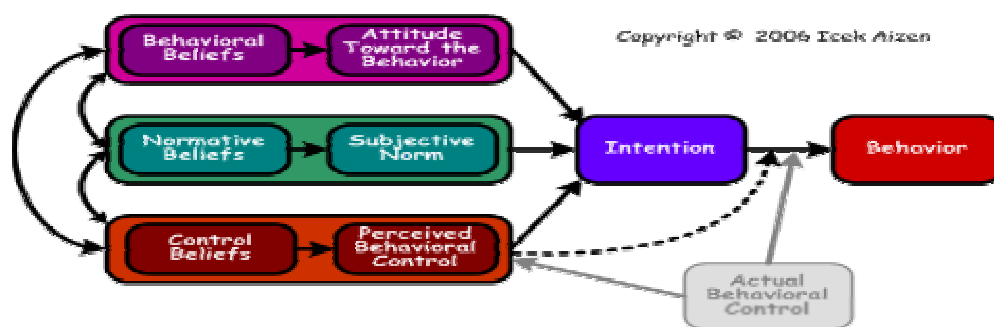 Behavioral
Beliefs
Attitude
Toward the
Behavior
Copyright © 2006 Icek Aizen
Normative
Beliefs
Subjective
Norm
Intention
Behavior
Control
Beliefs
Perceived
Behavioral
Control
Actual
Behavioral
Control